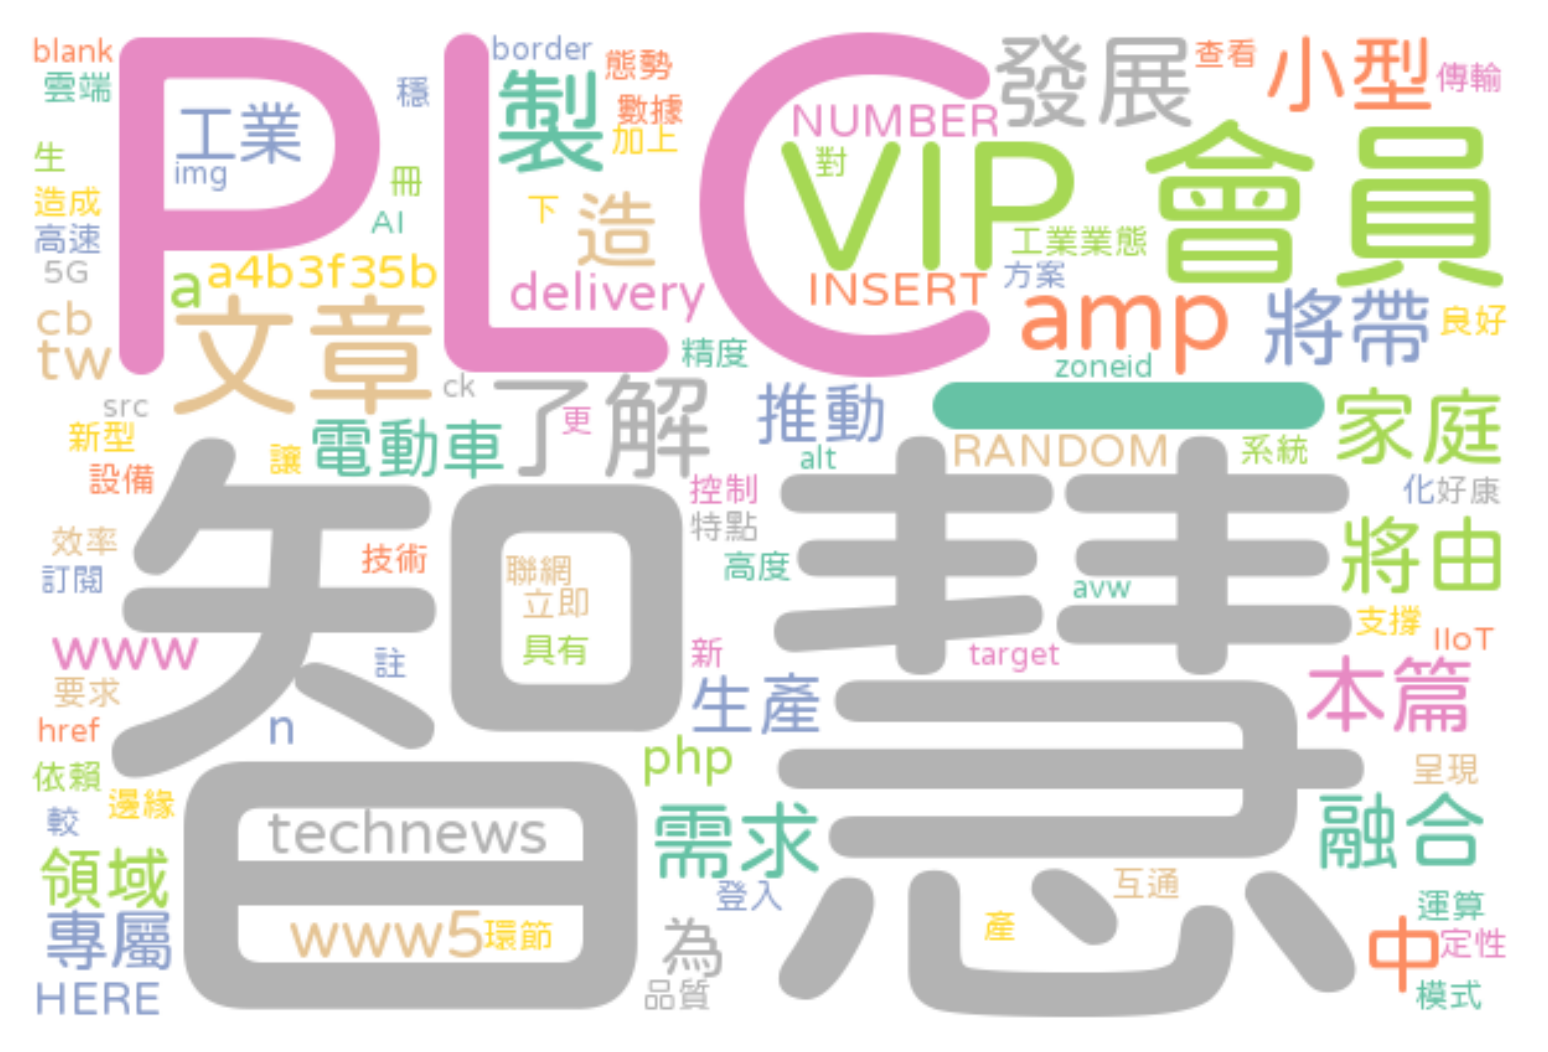 blank
雲端
PLC
border
態勢
數據
加上
製
發展
查看
小型
傳輸
工業
img
穩
冊
AI
生
造成
高速
5G
NUMBER
VIP會員
對
下
造
工業業態
方案
a
a4b3f35b
delivery
INSERT
amp
將帶
良好
cb
tw
文章
精度
zoneid
ck
了解
更
推動
一
家庭
src
新型
讓
電動車
設備
alt
RANDOM
系統
控制
特點
化
好康
智慧
效率
訂閱
技術
聯網
立即
具有
高度
avw
將由
支撐
IIoT
www
註
新
target
要求
本篇
href
n
生產
php
依賴
呈現
較
邊緣
technews
需求
融合
領域
登入
互通
運算
專屬
www5
環節
為
產
中
定性
HERE
品質
模式